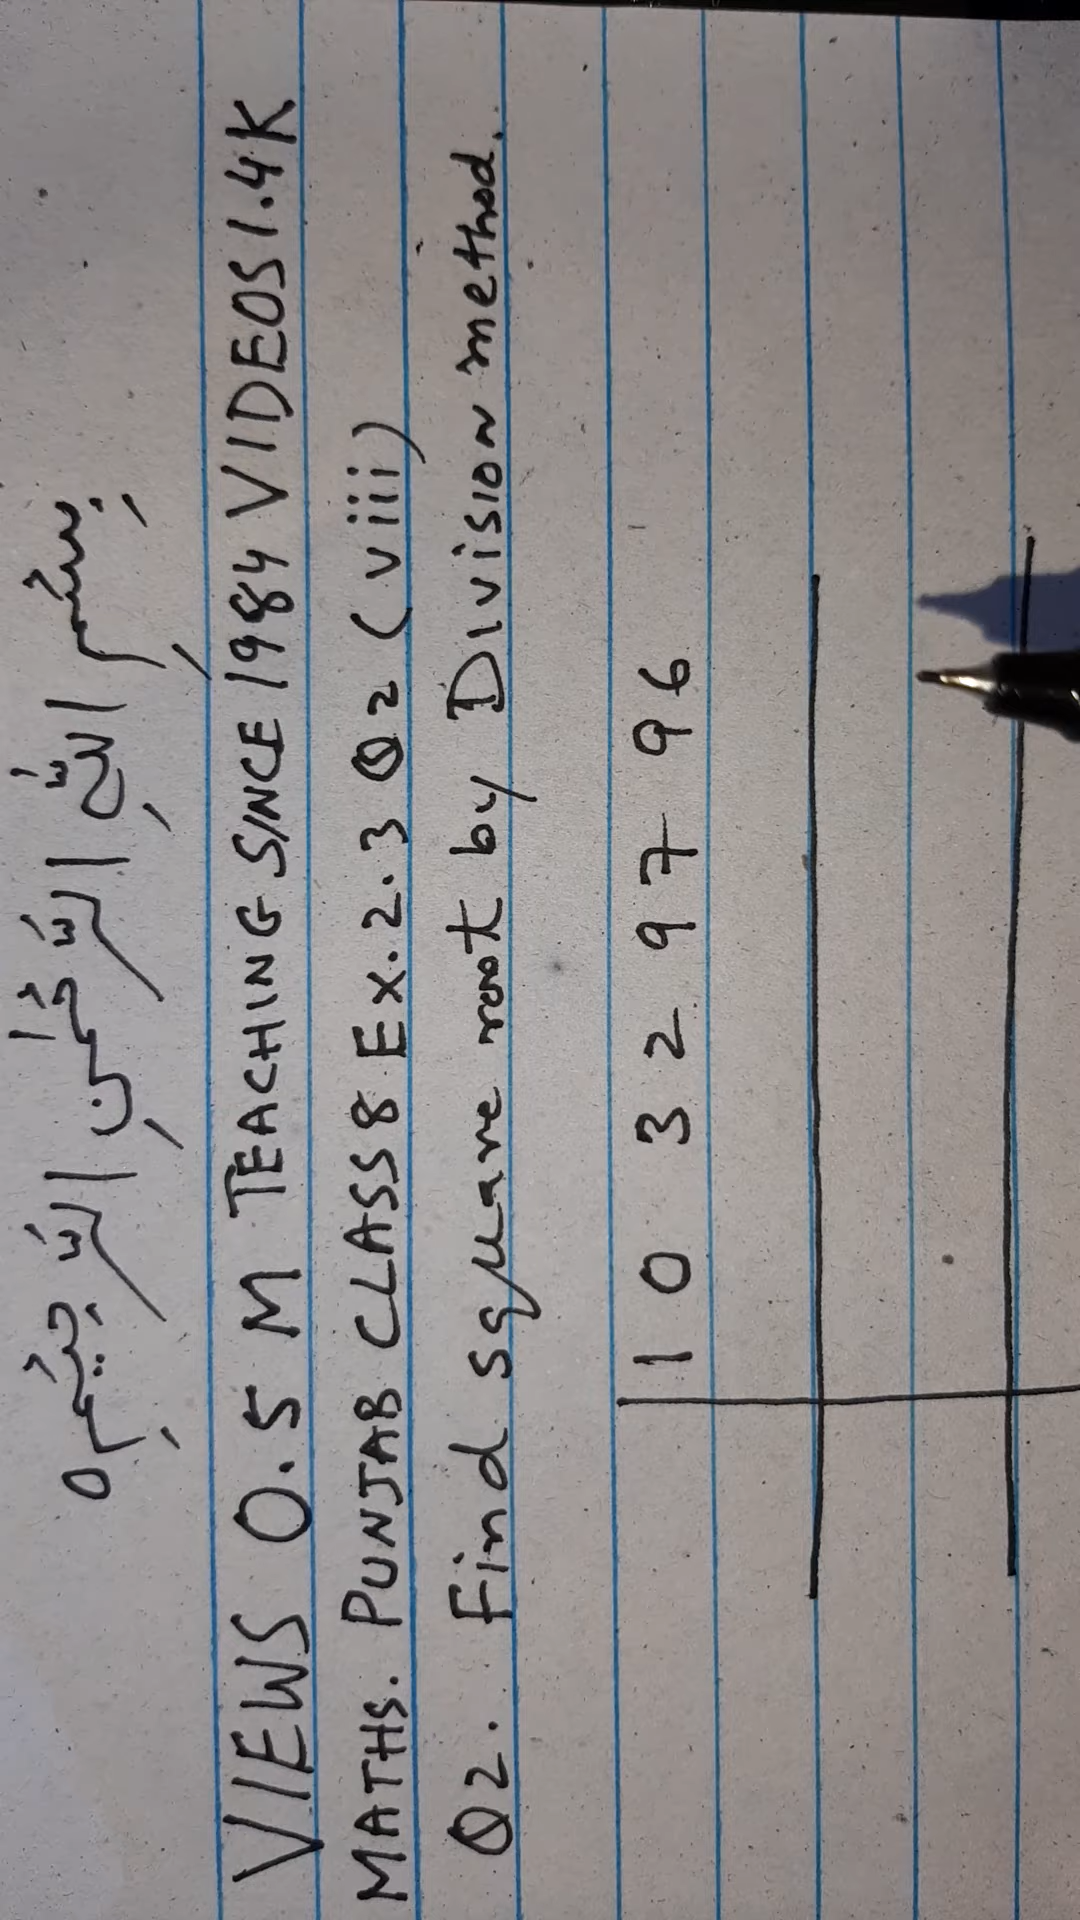 بِسْمِ اللّٰهِ الرَّحْمٰنِ الرَّحِيْمِ ه
VIEWS 0.5 M TEACHING SINCE 1984 VIDEOS 1.4K
MATHS. PUNJAB CLASS 8 Ex. 2.3 Q2 (viii)
Q2. Find square root by Division method.
1 0 3 2 9 7 9 6